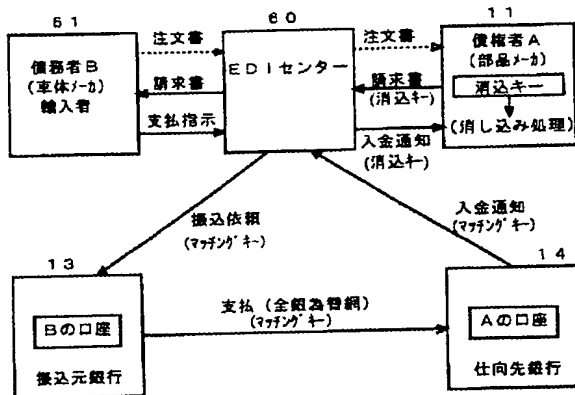 61
60
11
債務者B
(車体メーカ)
輸入者
注文書
請求書
支払指示
EDIセンター
注文書
請求書
(消込キー)
入金通知
(消込キー)
債権者A
(部品メーカ)
消込キー
(消し込み処理)
振込依頼
(マッチングキー)
入金通知
(マッチングキー)
13
14
Bの口座
振込元銀行
支払(全銀為替網)
(マッチングキー)
Aの口座
仕向先銀行